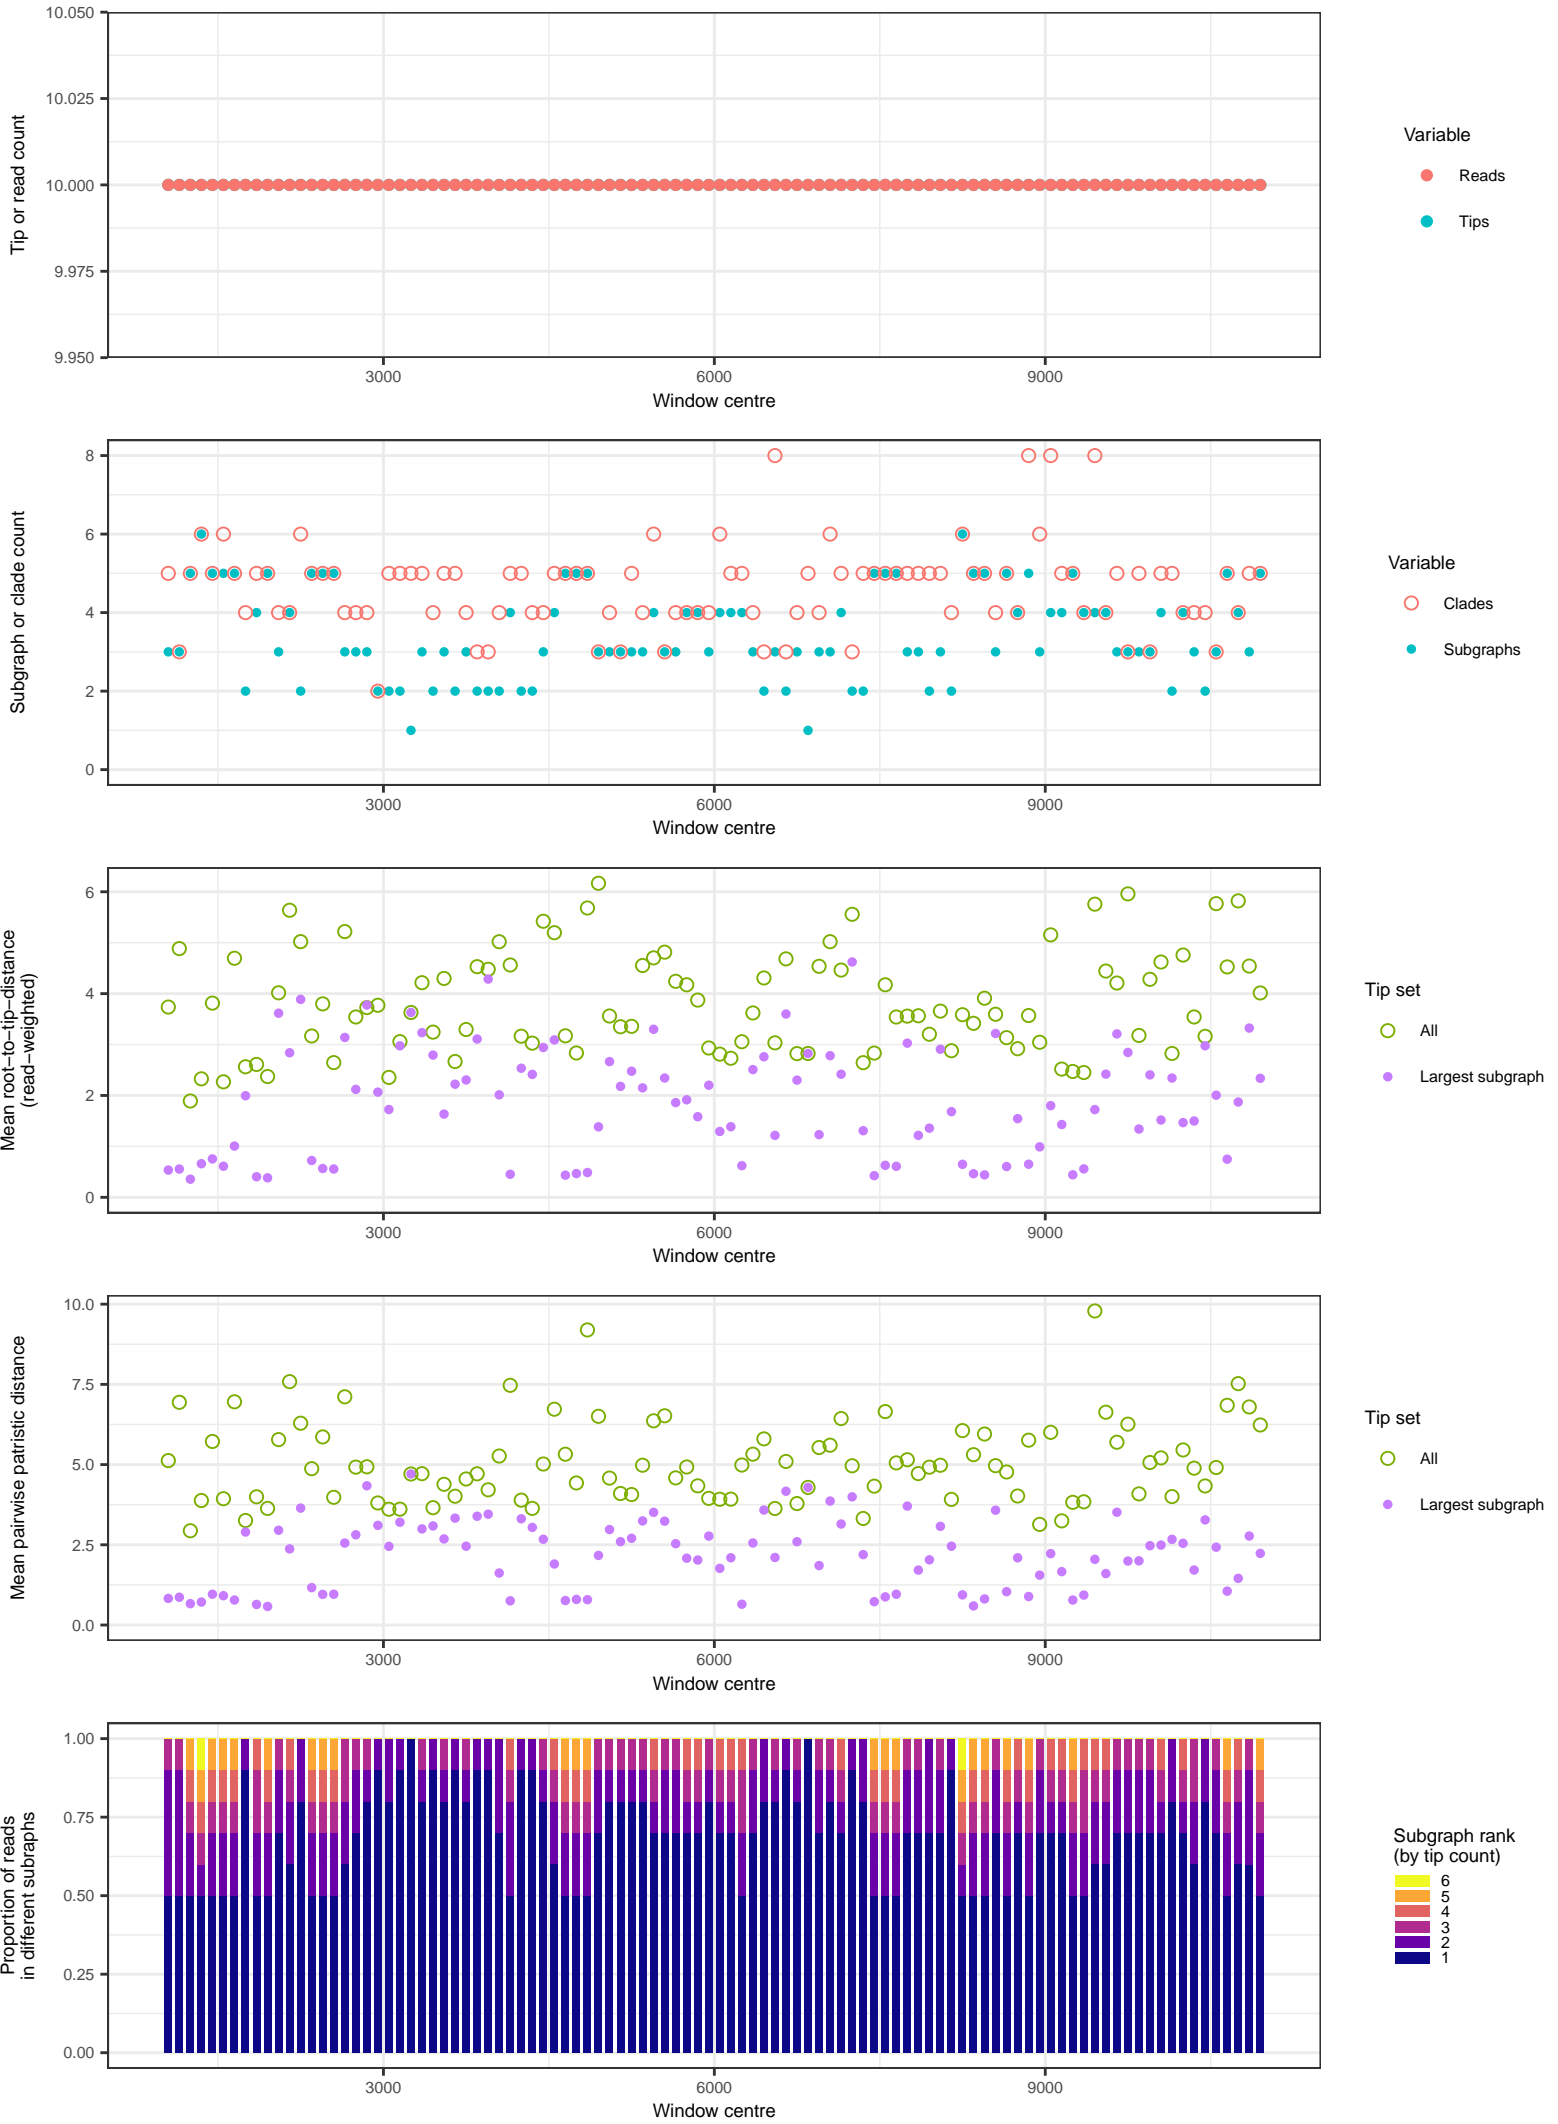 10.050
10.025
10.000
9.975
9.950
Tip or read count
3000
6000
9000
Window centre
Variable
Reads
Tips
8
6
4
2
0
Subgraph or clade count
3000
6000
9000
Window centre
Variable
Clades
Subgraphs
6
4
2
0
Mean root−to−tip−distance
(read−weighted)
3000
6000
9000
Window centre
Tip set
All
Largest subgraph
10.0
7.5
5.0
2.5
0.0
Mean pairwise patristic distance
3000
6000
9000
Window centre
Tip set
All
Largest subgraph
1.00
0.75
0.50
0.25
0.00
Proportion of reads
in different subraphs
3000
6000
9000
Window centre
Subgraph rank
(by tip count)
6
5
4
3
2
1